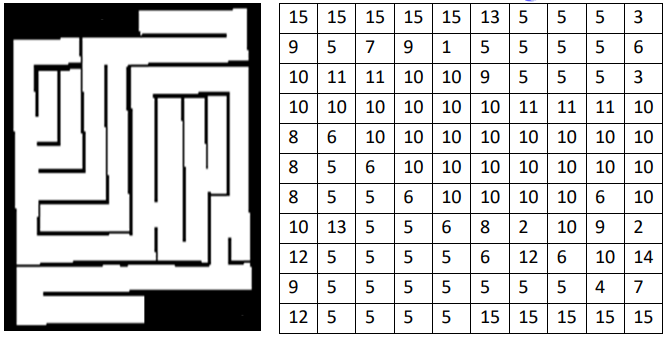 15 15 15 15 15 13 5 5 5 3
9 5 7 9 1 5 5 5 5 6
10 11 11 10 10 9 5 5 5 3
10 10 10 10 10 10 11 11 11 10
8 6 10 10 10 10 10 10 10 10
8 5 6 10 10 10 10 10 10 10
8 5 5 6 10 10 10 10 6 10
10 13 5 5 6 8 2 10 9 2
12 5 5 5 5 6 12 6 10 14
9 5 5 5 5 5 5 5 4 7
12 5 5 5 5 15 15 15 15 15